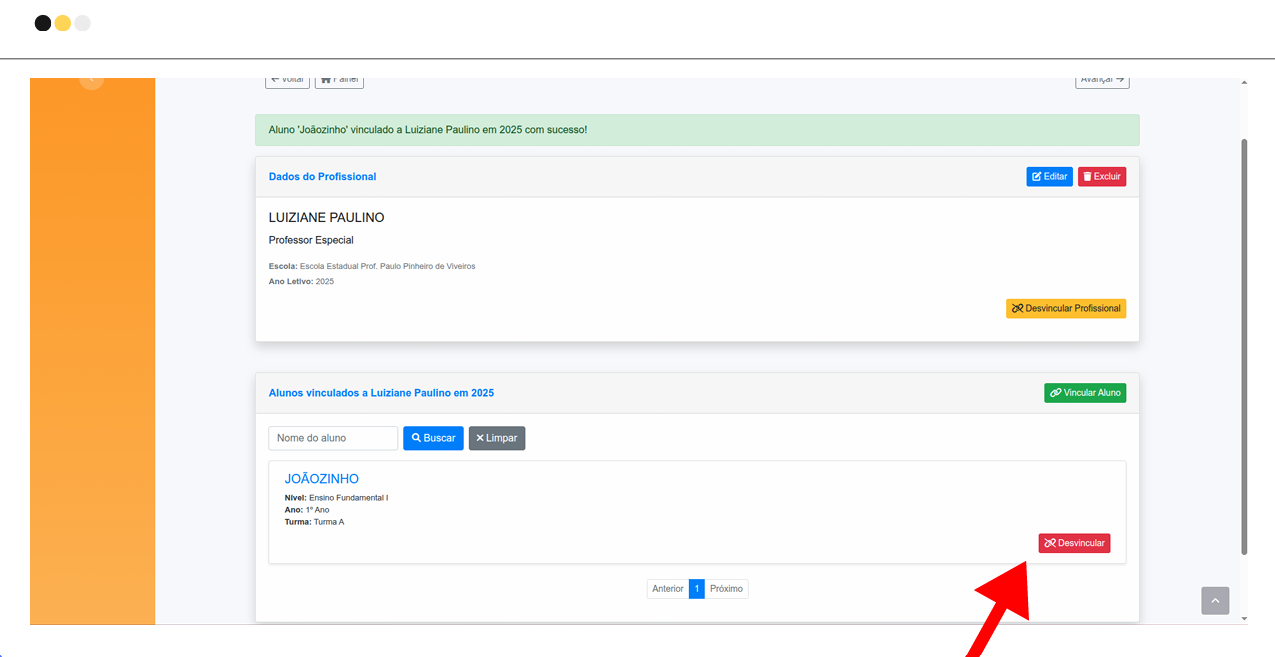 Voltar Painel Avançar
Aluno 'Joãozinho' vinculado a Luiziane Paulino em 2025 com sucesso!
Dados do Profissional Editar Excluir
LUIZIANE PAULINO
Professor Especial
Escola: Escola Estadual Prof. Paulo Pinheiro de Viveiros
Ano Letivo: 2025
Desvincular Profissional
Alunos vinculados a Luiziane Paulino em 2025 Vincular Aluno
Nome do aluno Buscar Limpar
JOÃOZINHO
Nível: Ensino Fundamental I
Ano: 1º Ano
Turma: Turma A
Desvincular
Anterior 1 Próximo